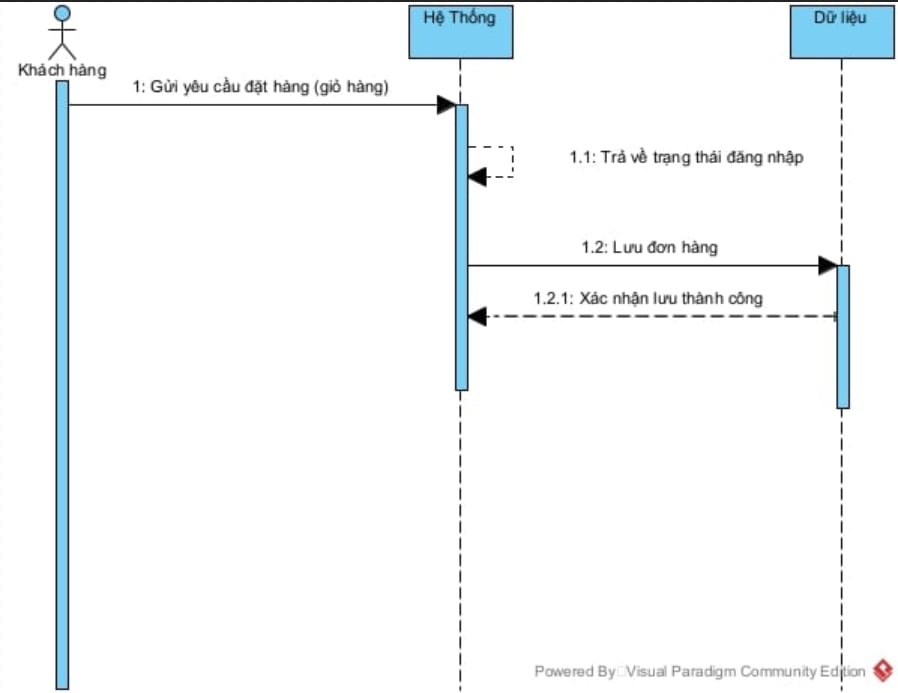 Hệ Thống
Dữ liệu
Khách hàng
1: Gửi yêu cầu đặt hàng (giỏ hàng)
1.1: Trả về trạng thái đăng nhập
1.2: Lưu đơn hàng
1.2.1: Xác nhận lưu thành công
Powered By Visual Paradigm Community Edition